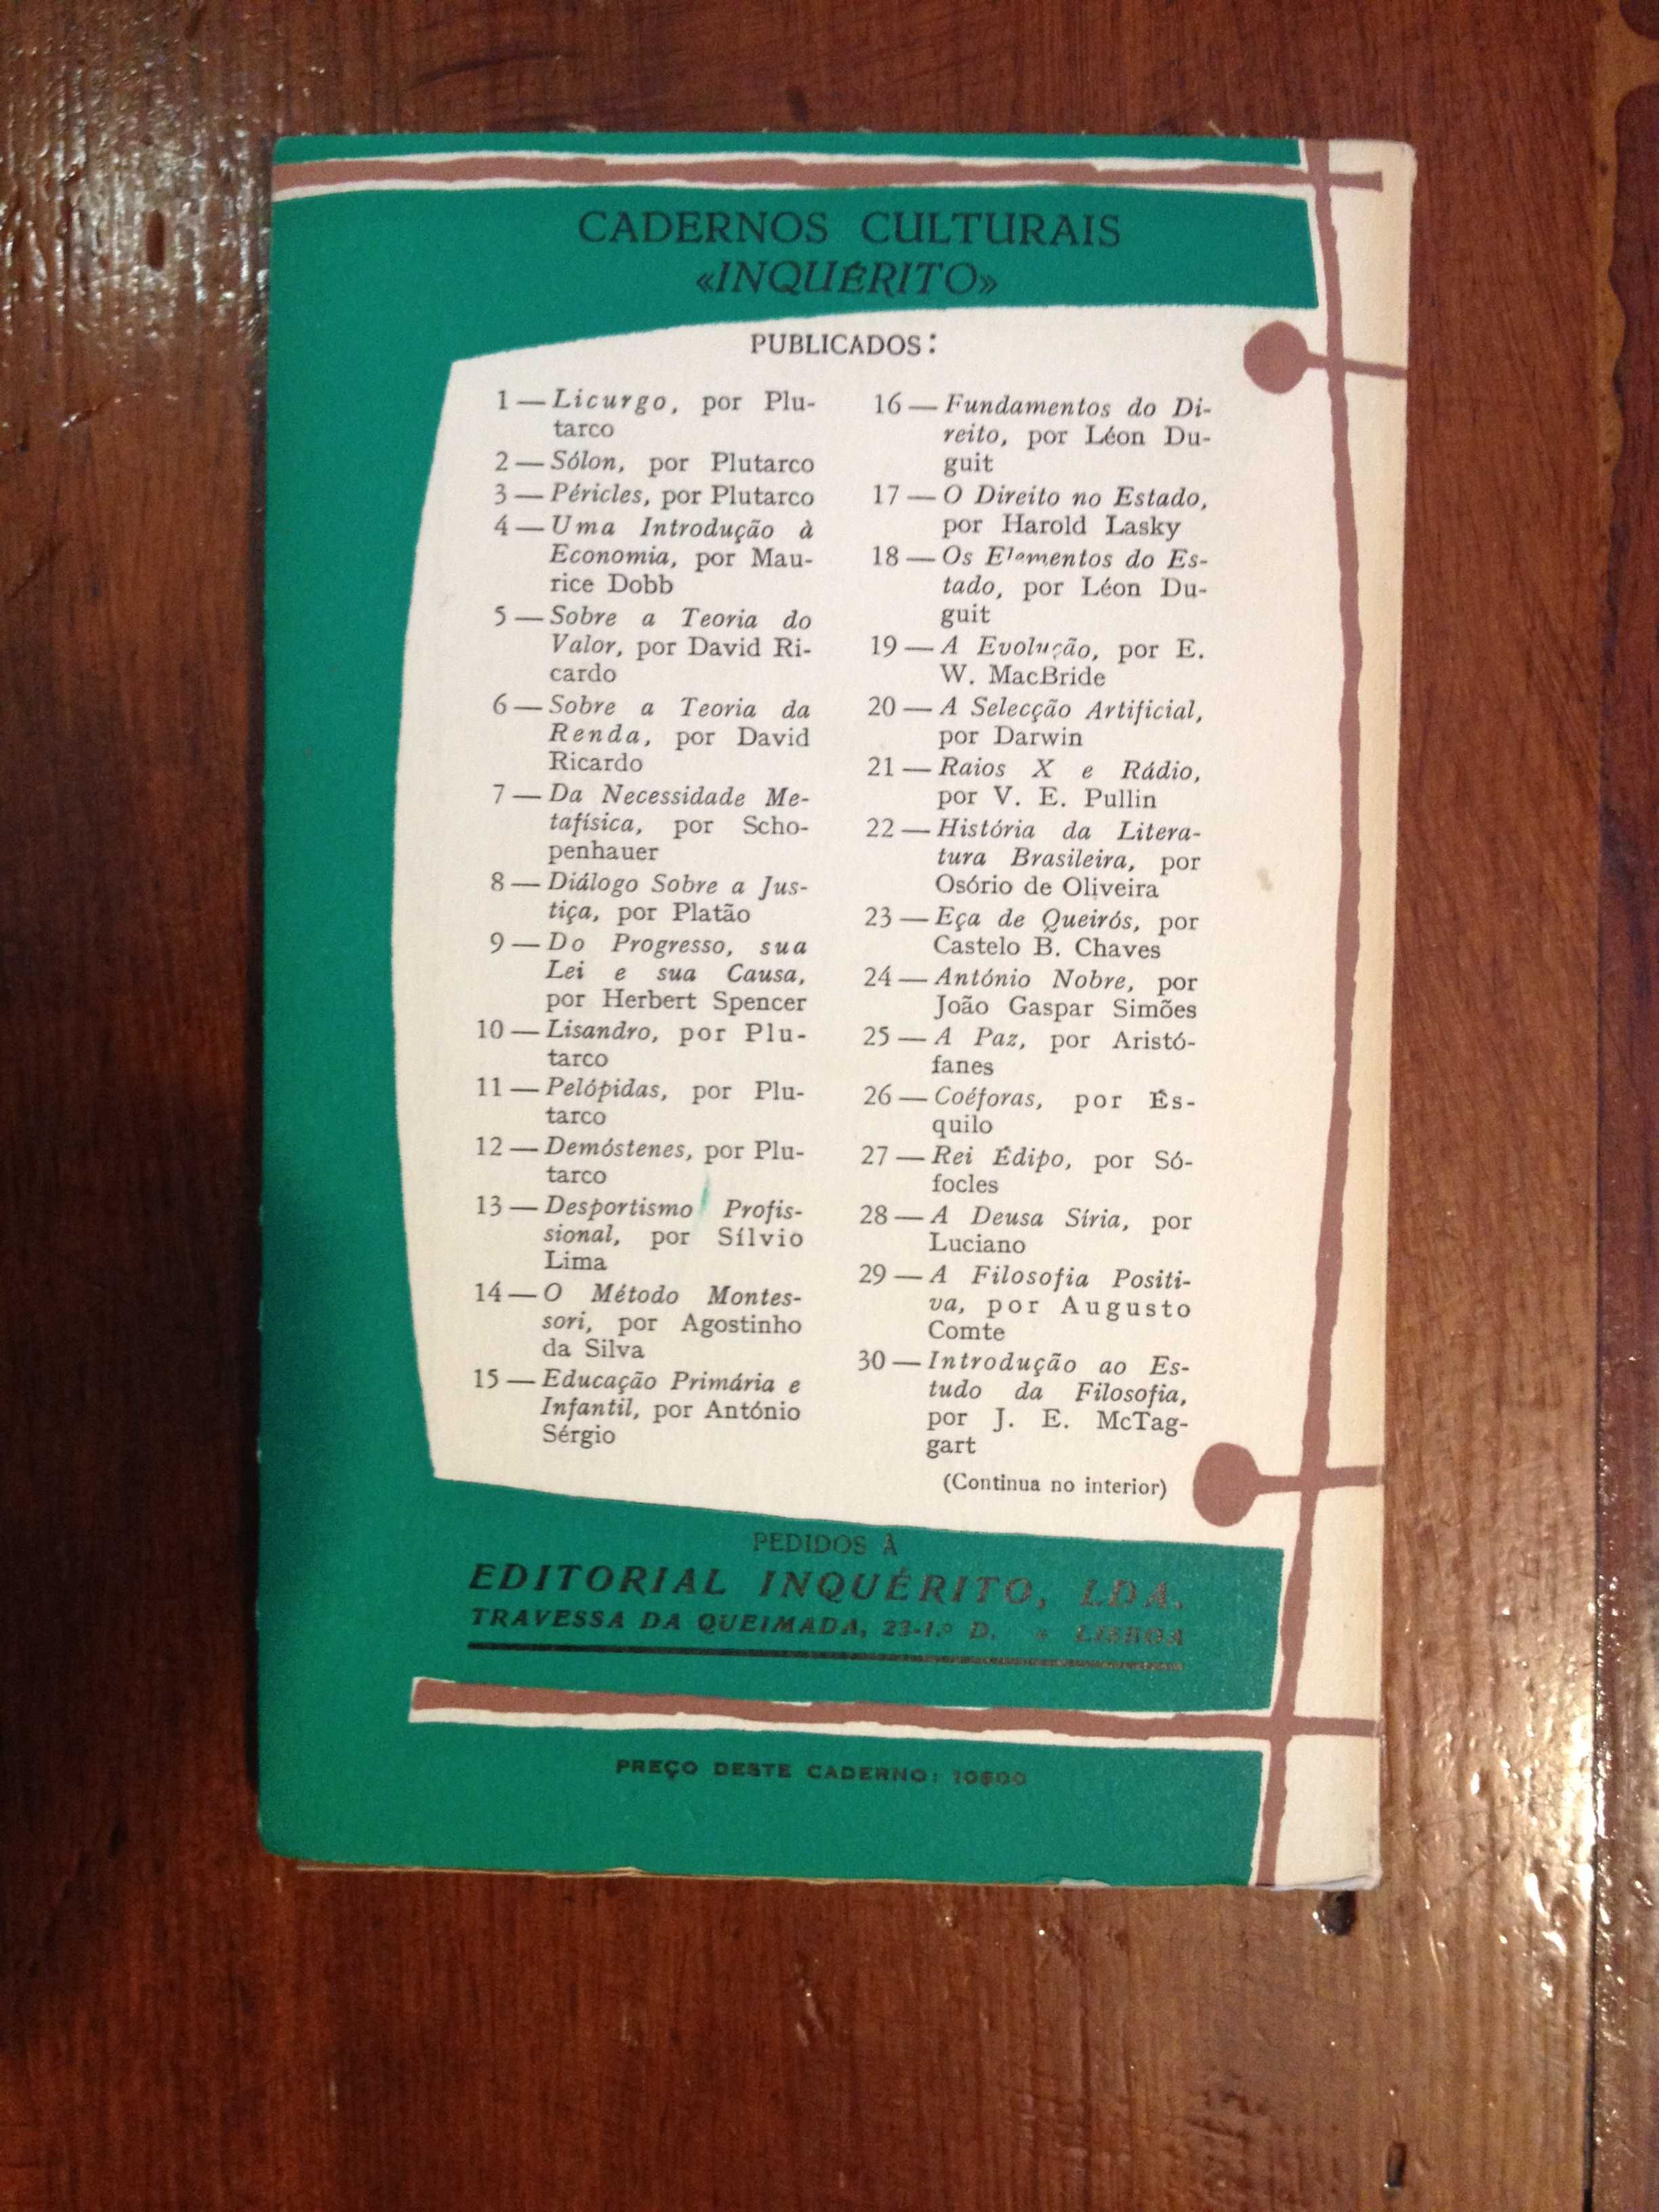 CADERNOS CULTURAIS
«INQUÉRITO»
PUBLICADOS:
1 — Licurgo, por Plu-
tarco
2 — Sólon, por Plutarco
3 — Péricles, por Plutarco
4 — Uma Introdução à
Economia, por Mau-
rice Dobb
5 — Sobre a Teoria do
Valor, por David Ri-
cardo
6 — Sobre a Teoria da
Renda, por David
Ricardo
7 — Da Necessidade Me-
tafísica, por Scho-
penhauer
8 — Diálogo Sobre a Jus-
tiça, por Platão
9 — Do Progresso, sua
Lei e sua Causa,
por Herbert Spencer
10 — Lisandro, por Plu-
tarco
11 — Pelópidas, por Plu-
tarco
12 — Demóstenes, por Plu-
tarco
13 — Desportismo Profis-
sional, por Sílvio
Lima
14 — O Método Montes-
sori, por Agostinho
da Silva
15 — Educação Primária e
Infantil, por António
Sérgio
16 — Fundamentos do Di-
reito, por Léon Du-
guit
17 — O Direito no Estado,
por Harold Lasky
18 — Os Elementos do Es-
tado, por Léon Du-
guit
19 — A Evolução, por E.
W. MacBride
20 — A Selecção Artificial,
por Darwin
21 — Raios X e Rádio,
por V. E. Pullin
22 — História da Litera-
tura Brasileira, por
Osório de Oliveira
23 — Eça de Queirós, por
Castelo B. Chaves
24 — António Nobre, por
João Gaspar Simões
25 — A Paz, por Aristó-
fanes
26 — Coéforas, por Ês-
quilo
27 — Rei Édipo, por Só-
focles
28 — A Deusa Síria, por
Luciano
29 — A Filosofia Positi-
va, por Augusto
Comte
30 — Introdução ao Es-
tudo da Filosofia,
por J. E. McTag-
gart
(Continua no interior)
PEDIDOS À
EDITORIAL INQUÉRITO, LDA.
TRAVESSA DA QUEIMADA, 23-1.º D. * LISBOA
PREÇO DESTE CADERNO: 10$00